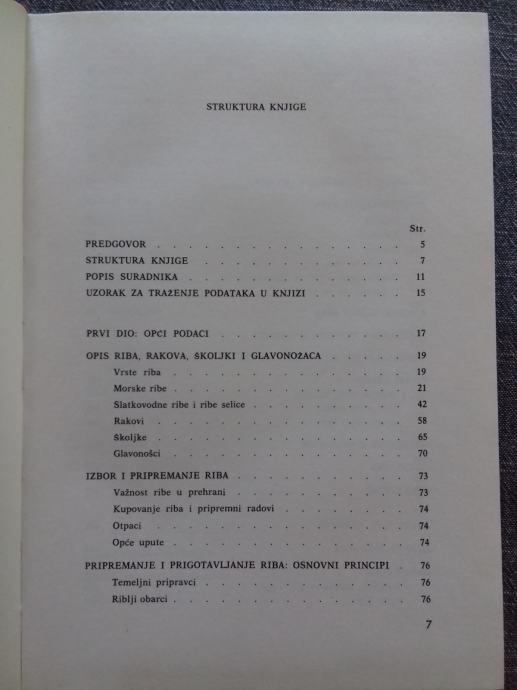 STRUKTURA KNJIGE
Str.
PREDGOVOR . . . . . . . . . . . . . . . 5
STRUKTURA KNJIGE . . . . . . . . . . . . . 7
POPIS SURADNIKA . . . . . . . . . . . . . 11
UZORAK ZA TRAŽENJE PODATAKA U KNJIZI . . . . . 15
PRVI DIO: OPĆI PODACI . . . . . . . . . . . 17
OPIS RIBA, RAKOVA, ŠKOLJKI I GLAVONOŽACA . . . . 19
Vrste riba . . . . . . . . . . . . . 19
Morske ribe . . . . . . . . . . . . . 21
Slatkovodne ribe i ribe selice . . . . . . . . 42
Rakovi . . . . . . . . . . . . . . 58
Školjke . . . . . . . . . . . . . . 65
Glavonošci . . . . . . . . . . . . . 70
IZBOR I PRIPREMANJE RIBA . . . . . . . . . 73
Važnost ribe u prehrani . . . . . . . . . 73
Kupovanje riba i pripremni radovi . . . . . . . 74
Otpaci . . . . . . . . . . . . . . 74
Opće upute . . . . . . . . . . . . . 74
PRIPREMANJE I PRIGOTAVLJANJE RIBA: OSNOVNI PRINCIPI . 76
Temeljni pripravci . . . . . . . . . . . 76
Riblji obarci . . . . . . . . . . . . . 76
7